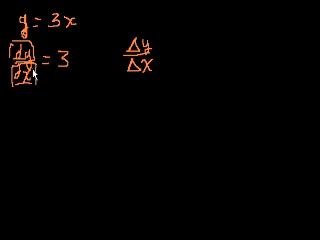 y = 3x
dy/dx = 3
Δy/Δx